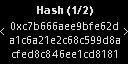 Hash (1/2)
0xc7b666aee9bfe62d
< a1c6a21e2c68c599d8a >
cfed8c846ee1cd8181